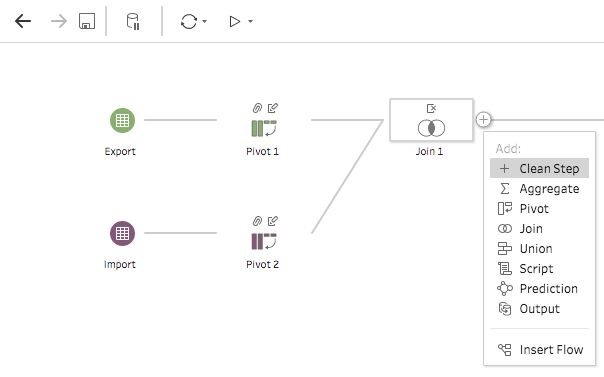 Export
Pivot 1
Join 1
Import
Pivot 2
Add:
Clean Step
Aggregate
Pivot
Join
Union
Script
Prediction
Output
Insert Flow